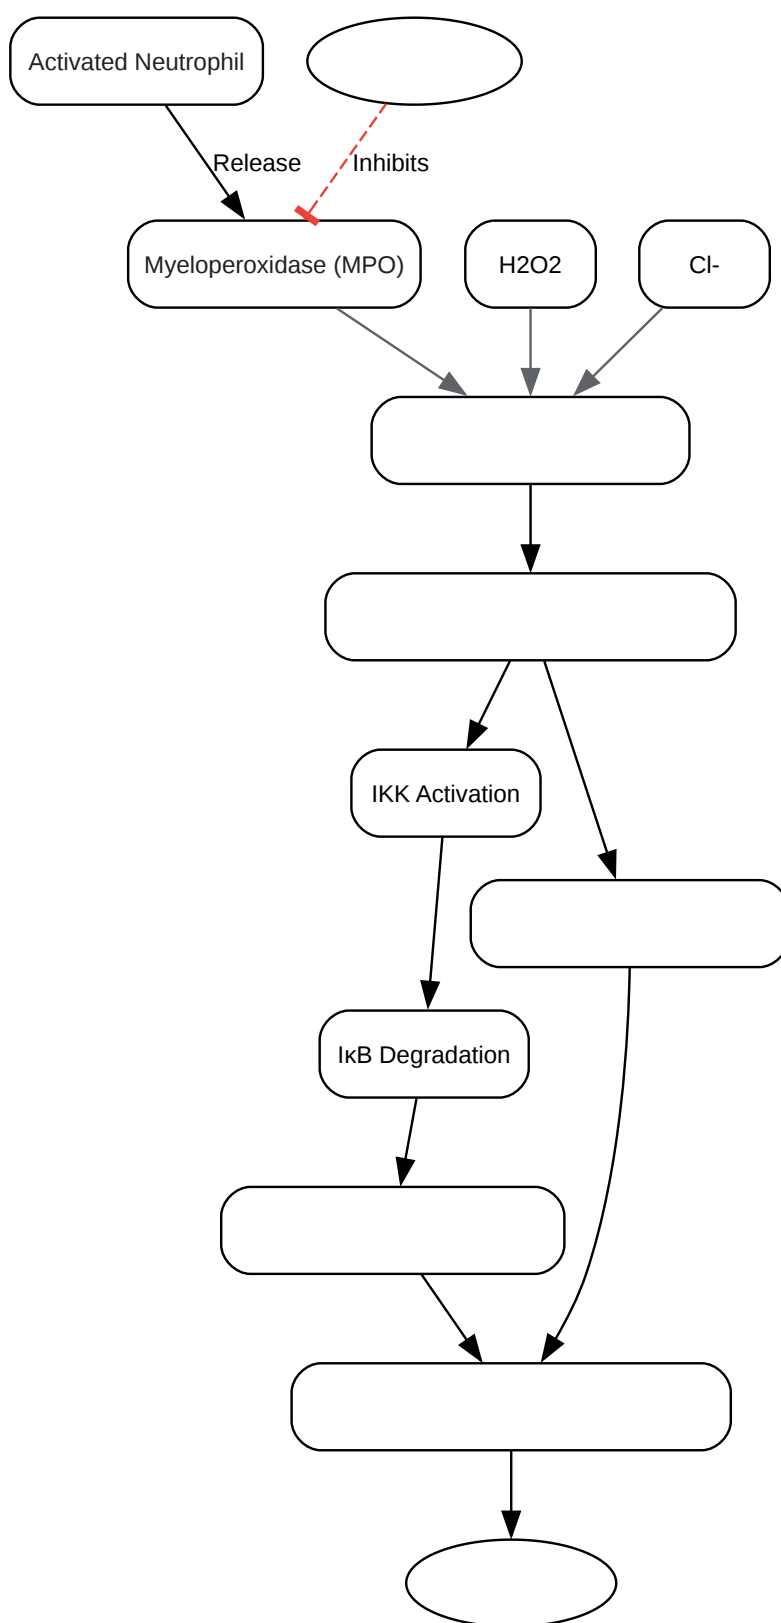 Activated Neutrophil
Release
Inhibits
Myeloperoxidase (MPO)
H2O2
Cl-
IKK Activation
IκB Degradation